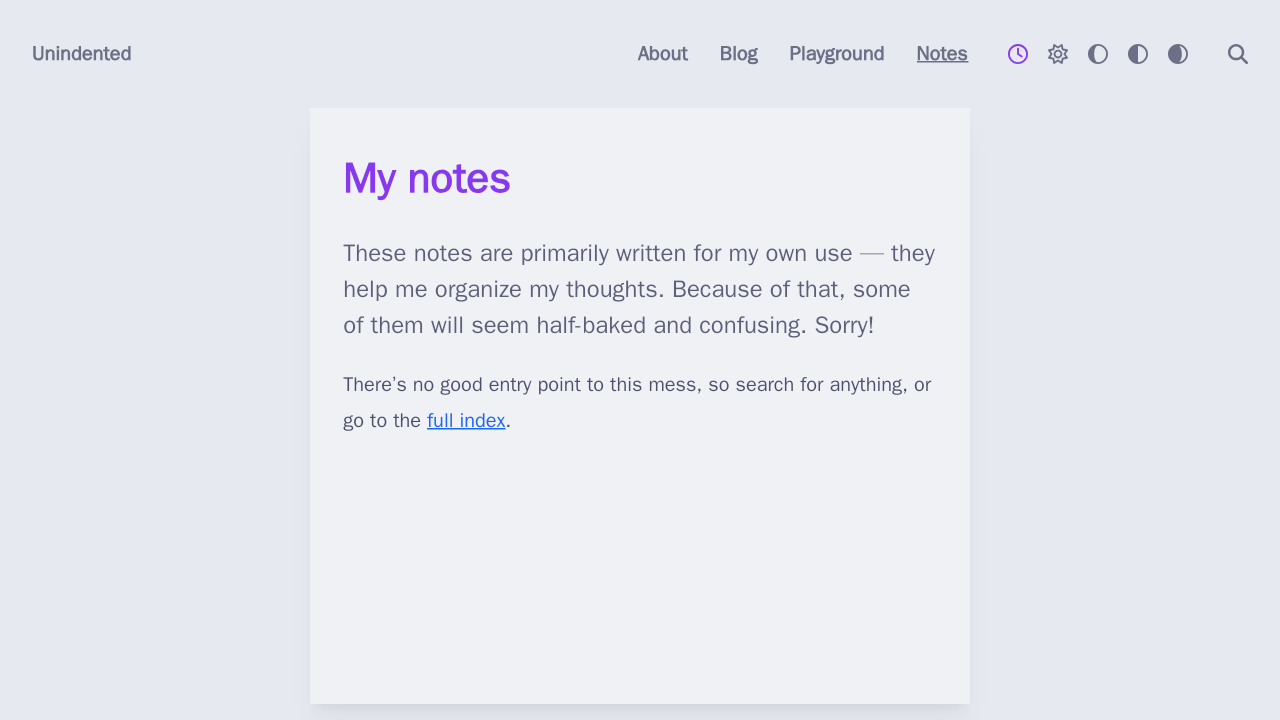 Unindented
About Blog Playground Notes
My notes
These notes are primarily written for my own use — they
help me organize my thoughts. Because of that, some
of them will seem half-baked and confusing. Sorry!
There’s no good entry point to this mess, so search for anything, or
go to the full index.